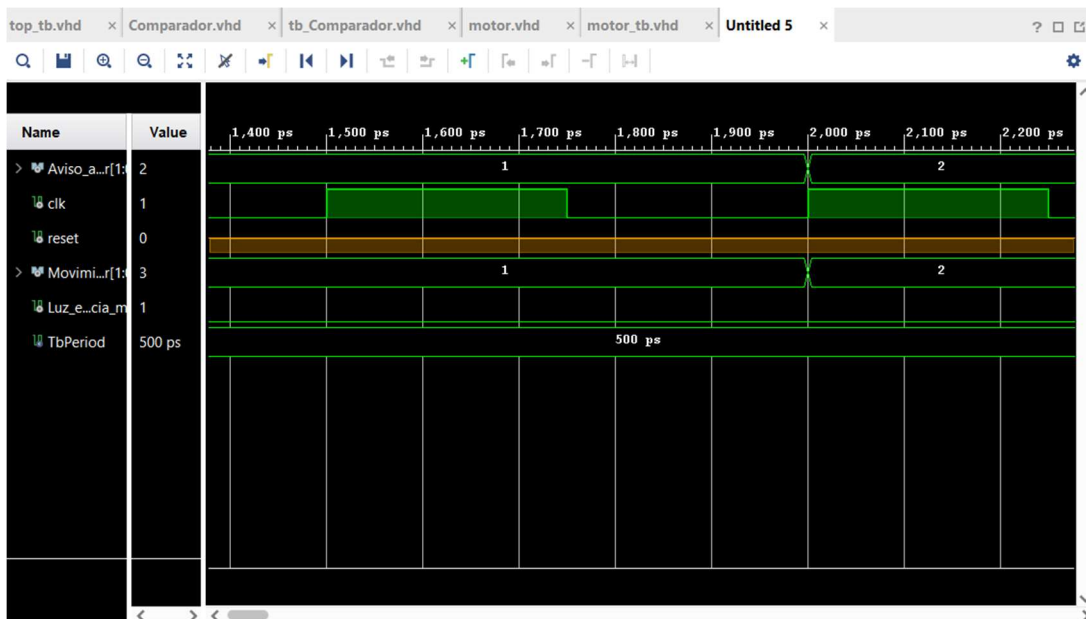 top_tb.vhd × Comparador.vhd × tb_Comparador.vhd × motor.vhd × motor_tb.vhd × Untitled 5 × ?
Name Value 1,400 ps 1,500 ps 1,600 ps 1,700 ps 1,800 ps 1,900 ps 2,000 ps 2,100 ps 2,200 ps
Aviso_a...r[1: 2 1 2
clk 1
reset 0
Movimi...r[1: 3 1 2
Luz_e...cia_m 1
TbPeriod 500 ps 500 ps